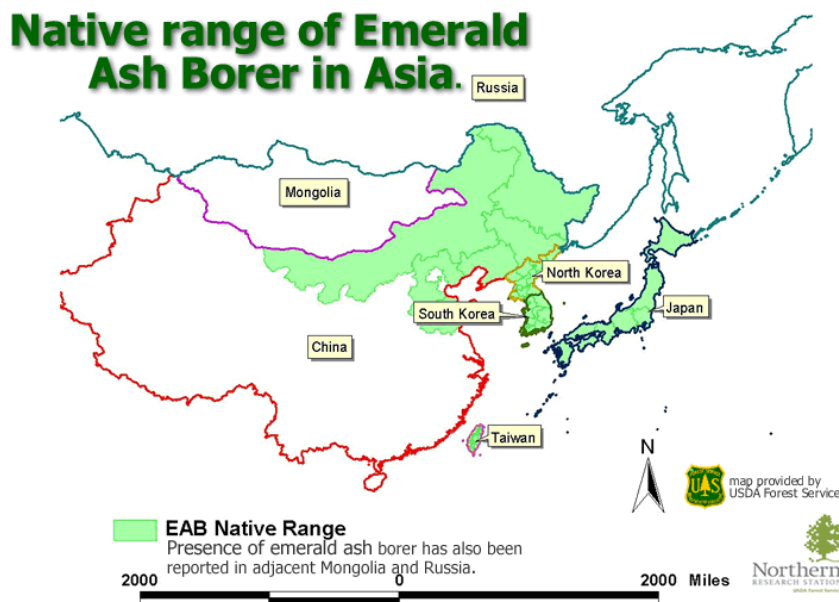 Native range of Emerald
Ash Borer in Asia.
Russia
Mongolia
North Korea
South Korea
Japan
China
Taiwan
N
map provided by
USDA Forest Service
EAB Native Range
Presence of emerald ash borer has also been
reported in adjacent Mongolia and Russia.
Northern
RESEARCH STATION
2000 0 2000 Miles